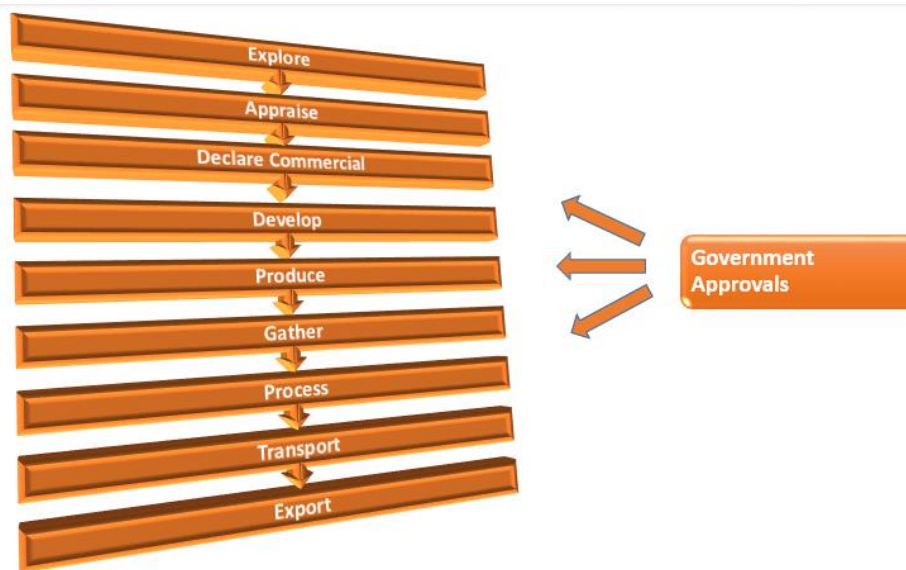 Explore
Appraise
Declare Commercial
Develop
Produce
Gather
Process
Transport
Export
Government
Approvals